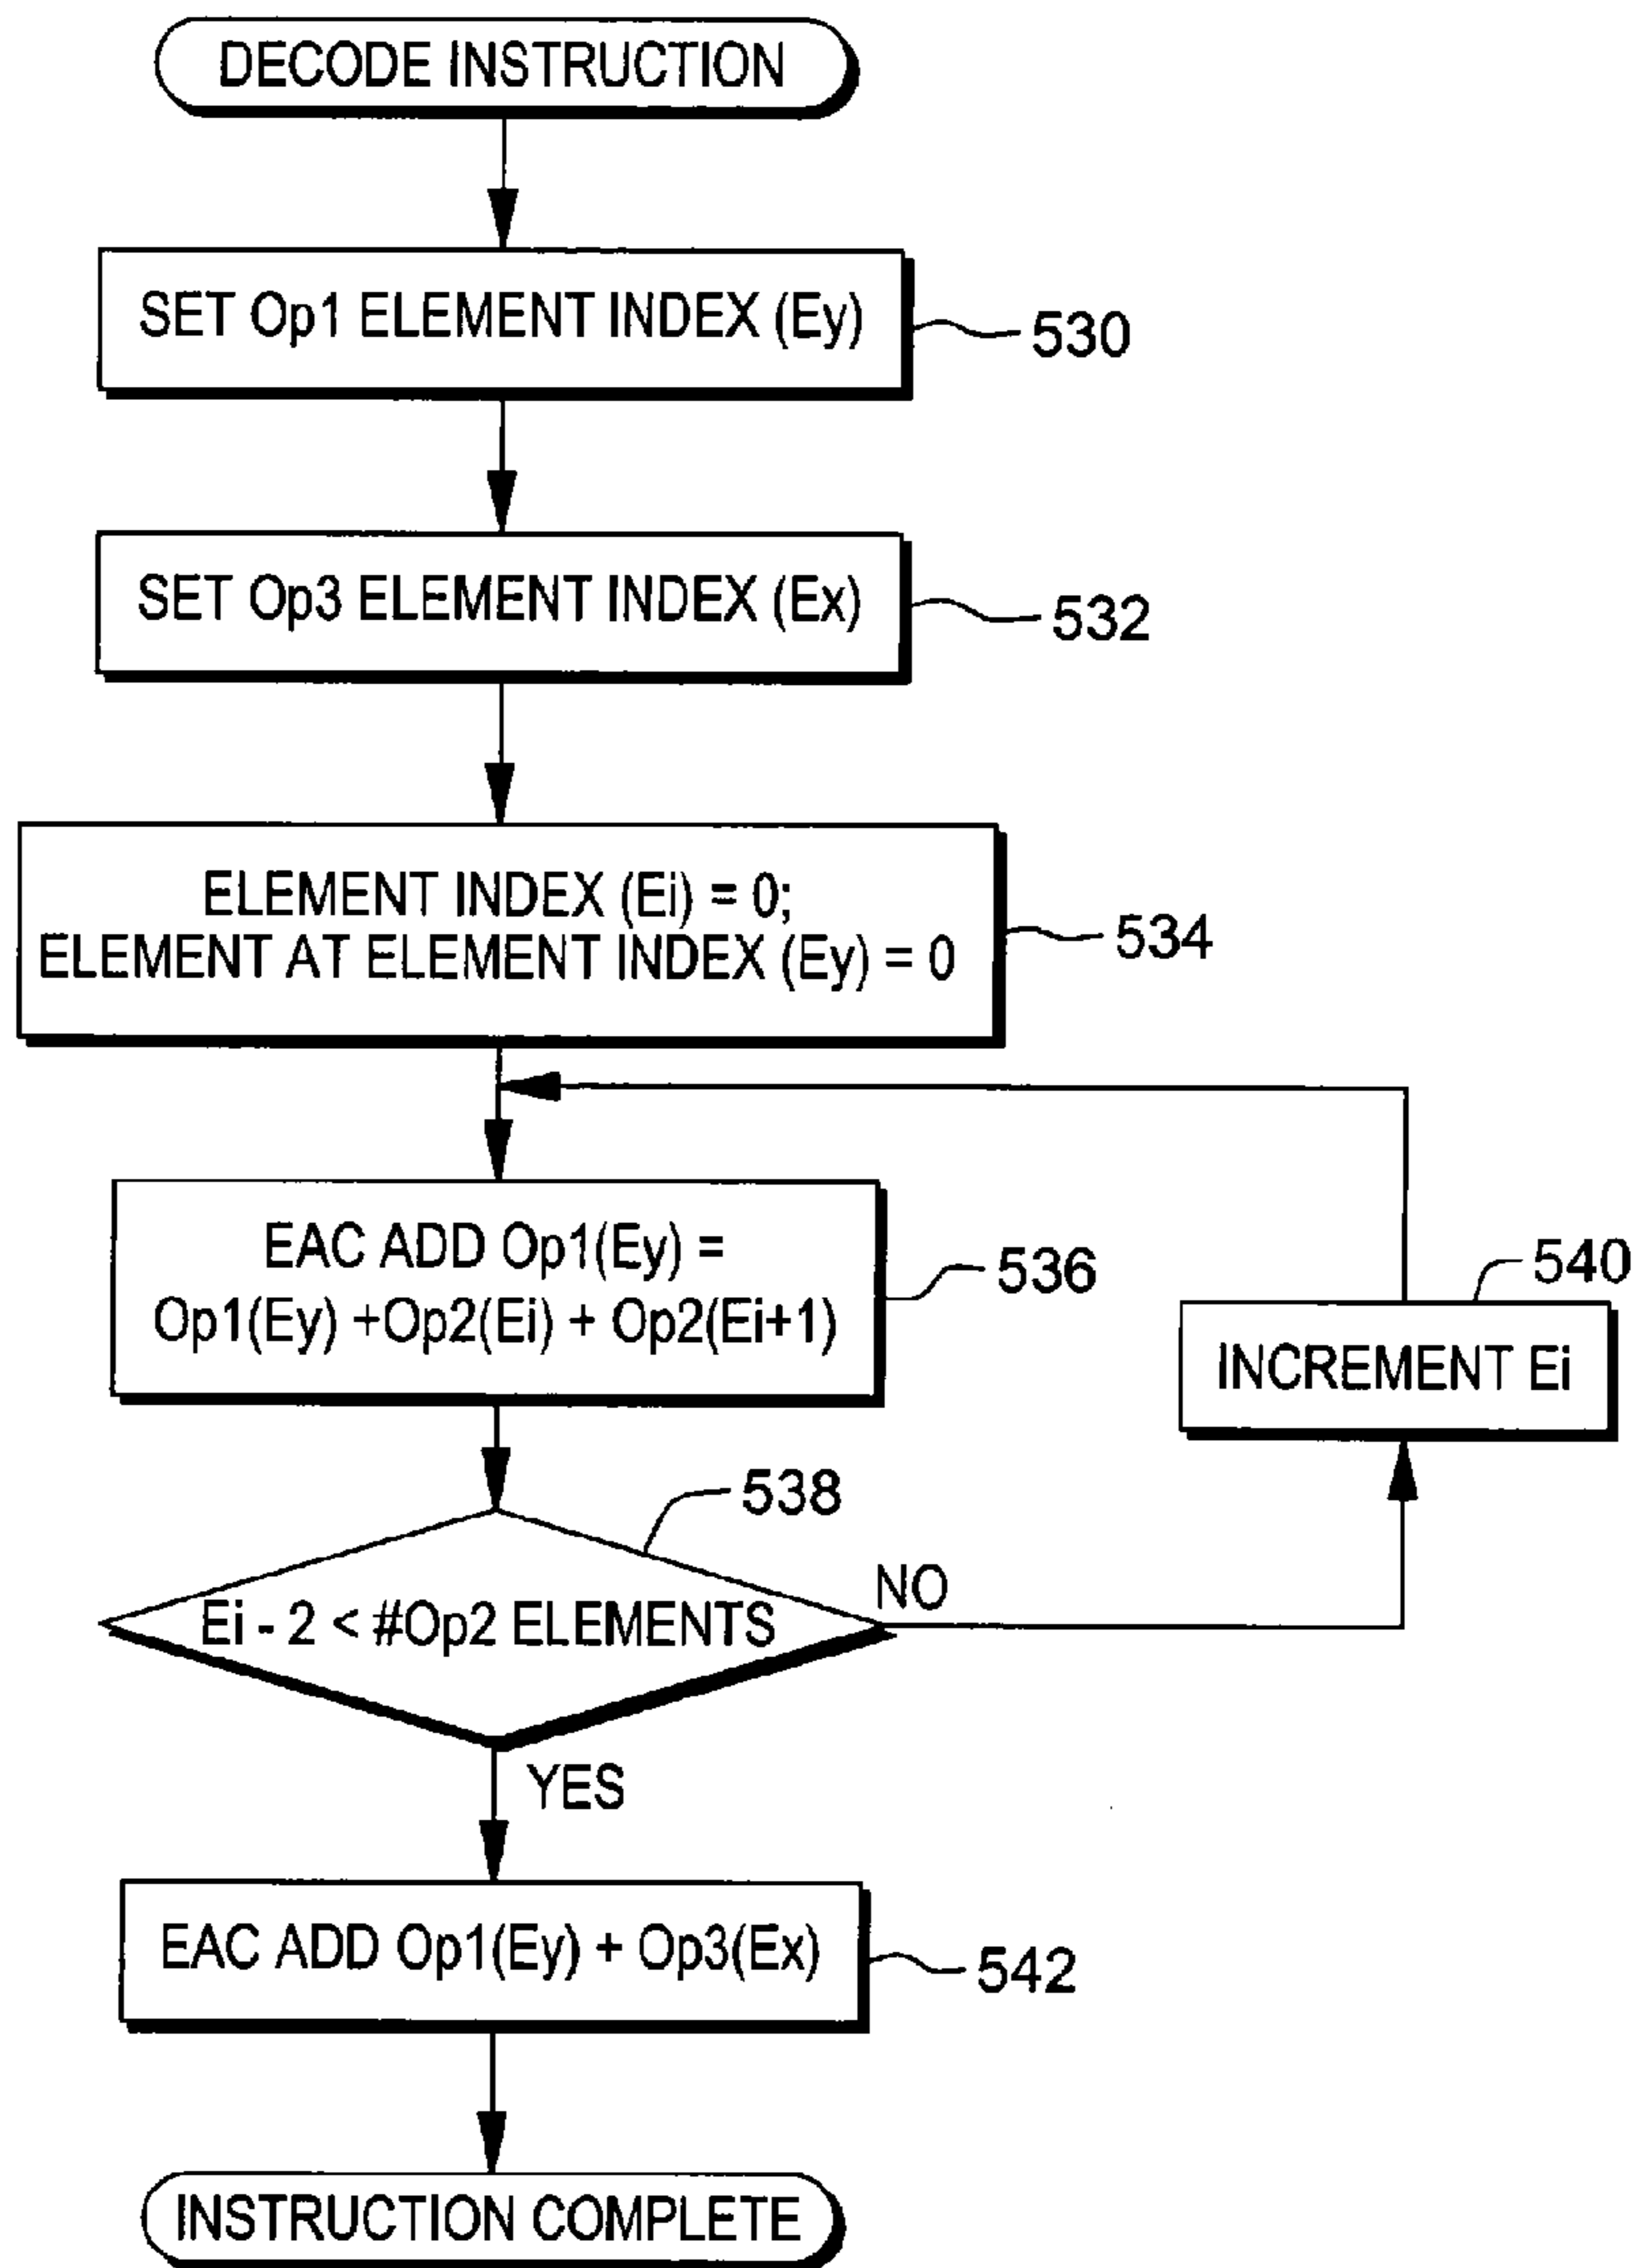 DECODE INSTRUCTION
SET Op1 ELEMENT INDEX (Ey)
530
SET Op3 ELEMENT INDEX (Ex)
532
ELEMENT INDEX (Ei) = 0;
ELEMENT AT ELEMENT INDEX (Ey) = 0
534
EAC ADD Op1(Ey) =
Op1(Ey) +Op2(Ei) + Op2(Ei+1)
536
540
INCREMENT Ei
538
Ei - 2 < #Op2 ELEMENTS
NO
YES
EAC ADD Op1(Ey) + Op3(Ex)
542
INSTRUCTION COMPLETE